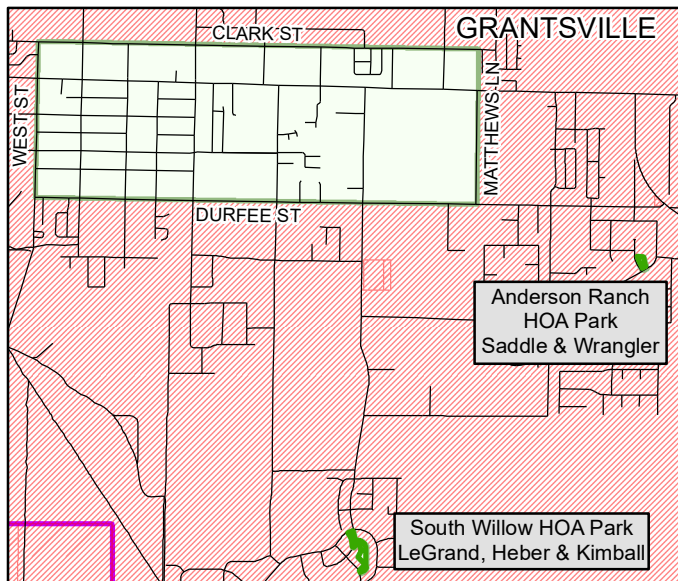 GRANTSVILLE
CLARK ST
WEST ST
MATTHEWS LN
DURFEE ST
Anderson Ranch
HOA Park
Saddle & Wrangler
South Willow HOA Park
LeGrand, Heber & Kimball